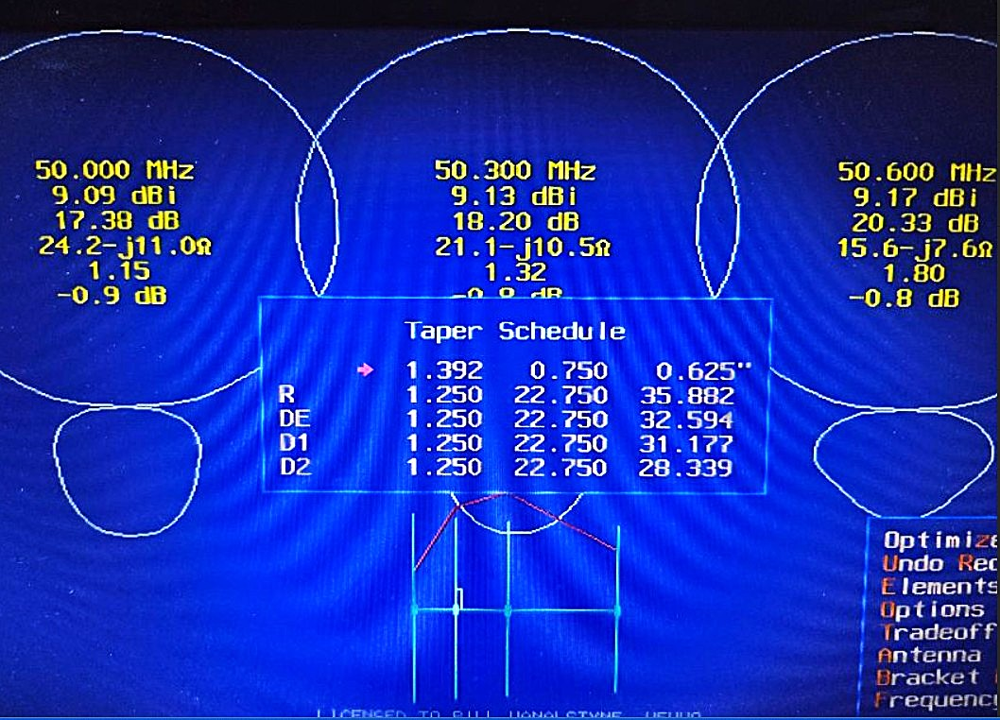 50.000 MHz
9.09 dBi
17.38 dB
24.2-j11.0Ω
1.15
-0.9 dB
50.300 MHz
9.13 dBi
18.20 dB
21.1-j10.5Ω
1.32
50.600 MHz
9.17 dBi
20.33 dB
15.6-j7.6Ω
1.80
-0.8 dB
Taper Schedule
1.392 0.750 0.625"
R 1.250 22.750 35.882
DE 1.250 22.750 32.594
D1 1.250 22.750 31.177
D2 1.250 22.750 28.339
Optimize
Undo Rec
Elements
Options
Tradeoff
Antenna
Bracket
Frequenc
LICENSED TO BILL